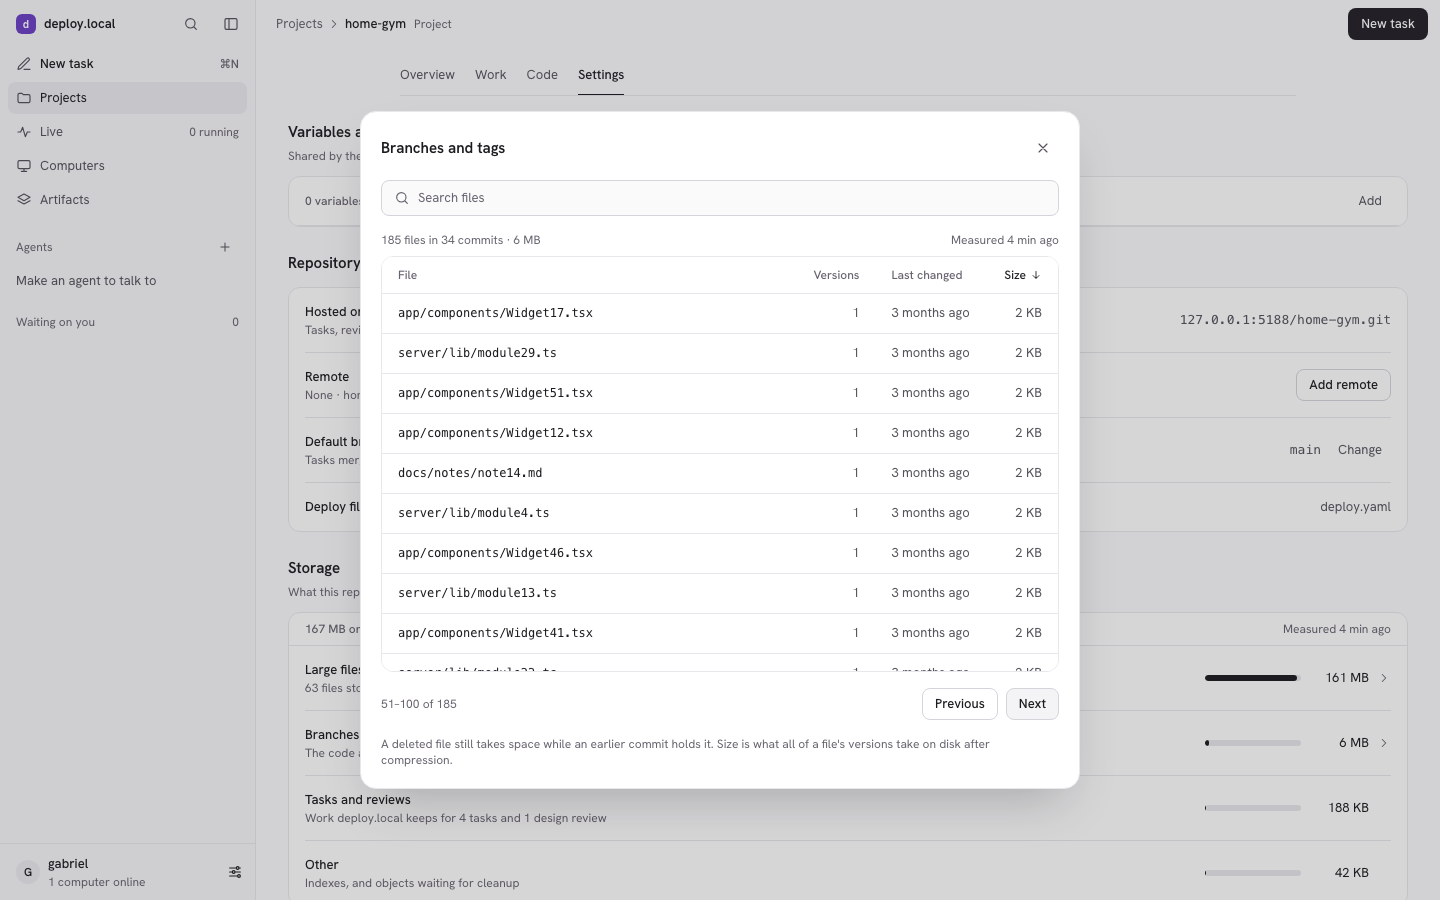 d deploy.local
New task ⌘N
Projects
Live 0 running
Computers
Artifacts
Agents
Make an agent to talk to
Waiting on you 0
G gabriel
1 computer online
Projects > home-gym Project
New task
Overview Work Code Settings
Variables a
Shared by the
0 variables
Add
Repository
Hosted on
Tasks, revi
127.0.0.1:5188/home-gym.git
Remote
None · hom
Add remote
Default br
Tasks mer
main Change
Deploy fil
deploy.yaml
Storage
What this rep
167 MB on
Measured 4 min ago
Large files
63 files sto
161 MB
Branches
The code a
6 MB
Tasks and reviews
Work deploy.local keeps for 4 tasks and 1 design review
188 KB
Other
Indexes, and objects waiting for cleanup
42 KB
Branches and tags
Search files
185 files in 34 commits · 6 MB Measured 4 min ago
File Versions Last changed Size ↓
app/components/Widget17.tsx 1 3 months ago 2 KB
server/lib/module29.ts 1 3 months ago 2 KB
app/components/Widget51.tsx 1 3 months ago 2 KB
app/components/Widget12.tsx 1 3 months ago 2 KB
docs/notes/note14.md 1 3 months ago 2 KB
server/lib/module4.ts 1 3 months ago 2 KB
app/components/Widget46.tsx 1 3 months ago 2 KB
server/lib/module13.ts 1 3 months ago 2 KB
app/components/Widget41.tsx 1 3 months ago 2 KB
51–100 of 185
Previous Next
A deleted file still takes space while an earlier commit holds it. Size is what all of a file's versions take on disk after
compression.